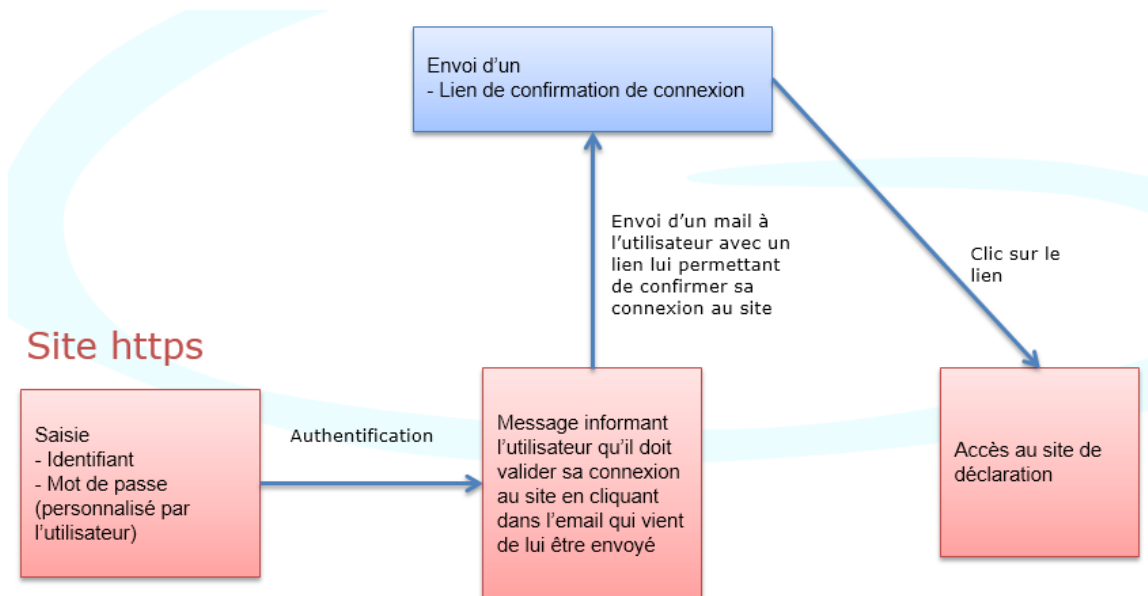 Envoi d’un
- Lien de confirmation de connexion
Envoi d’un mail à
l’utilisateur avec un
lien lui permettant
de confirmer sa
connexion au site
Clic sur le
lien
Site https
Saisie
- Identifiant
- Mot de passe
(personnalisé par
l’utilisateur)
Authentification
Message informant
l’utilisateur qu’il doit
valider sa connexion
au site en cliquant
dans l’email qui vient
de lui être envoyé
Accès au site de
déclaration